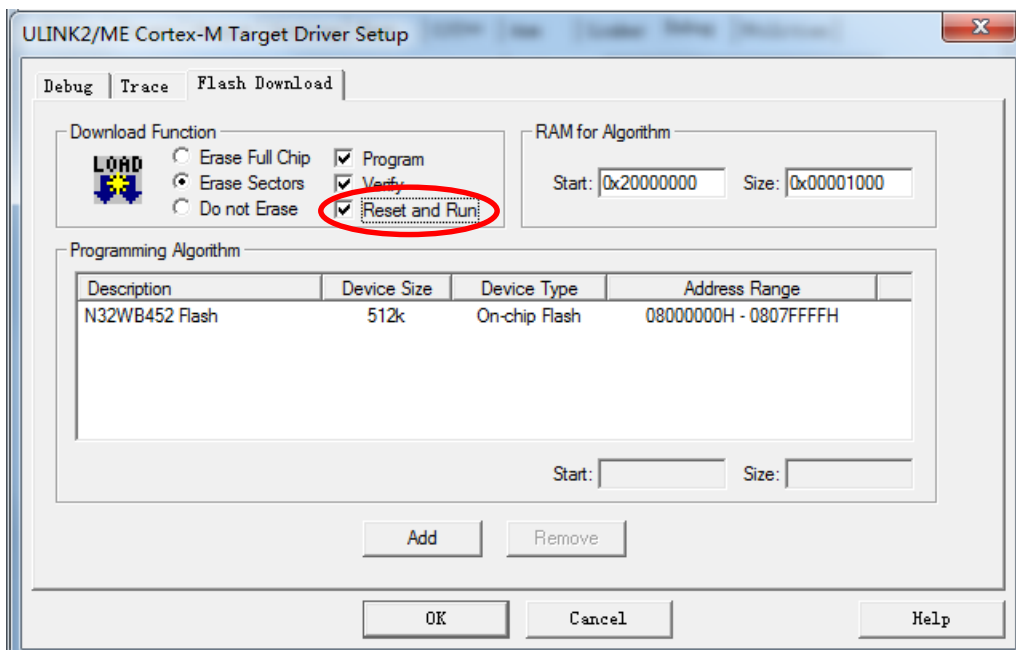 ULINK2/ME Cortex-M Target Driver Setup
Debug Trace Flash Download
Download Function
LOAD
Erase Full Chip
Erase Sectors
Do not Erase
Program
Verify
Reset and Run
RAM for Algorithm
Start: 0x20000000 Size: 0x00001000
Programming Algorithm
Description Device Size Device Type Address Range
N32WB452 Flash 512k On-chip Flash 08000000H - 0807FFFFH
Start: Size:
Add Remove
OK Cancel Help